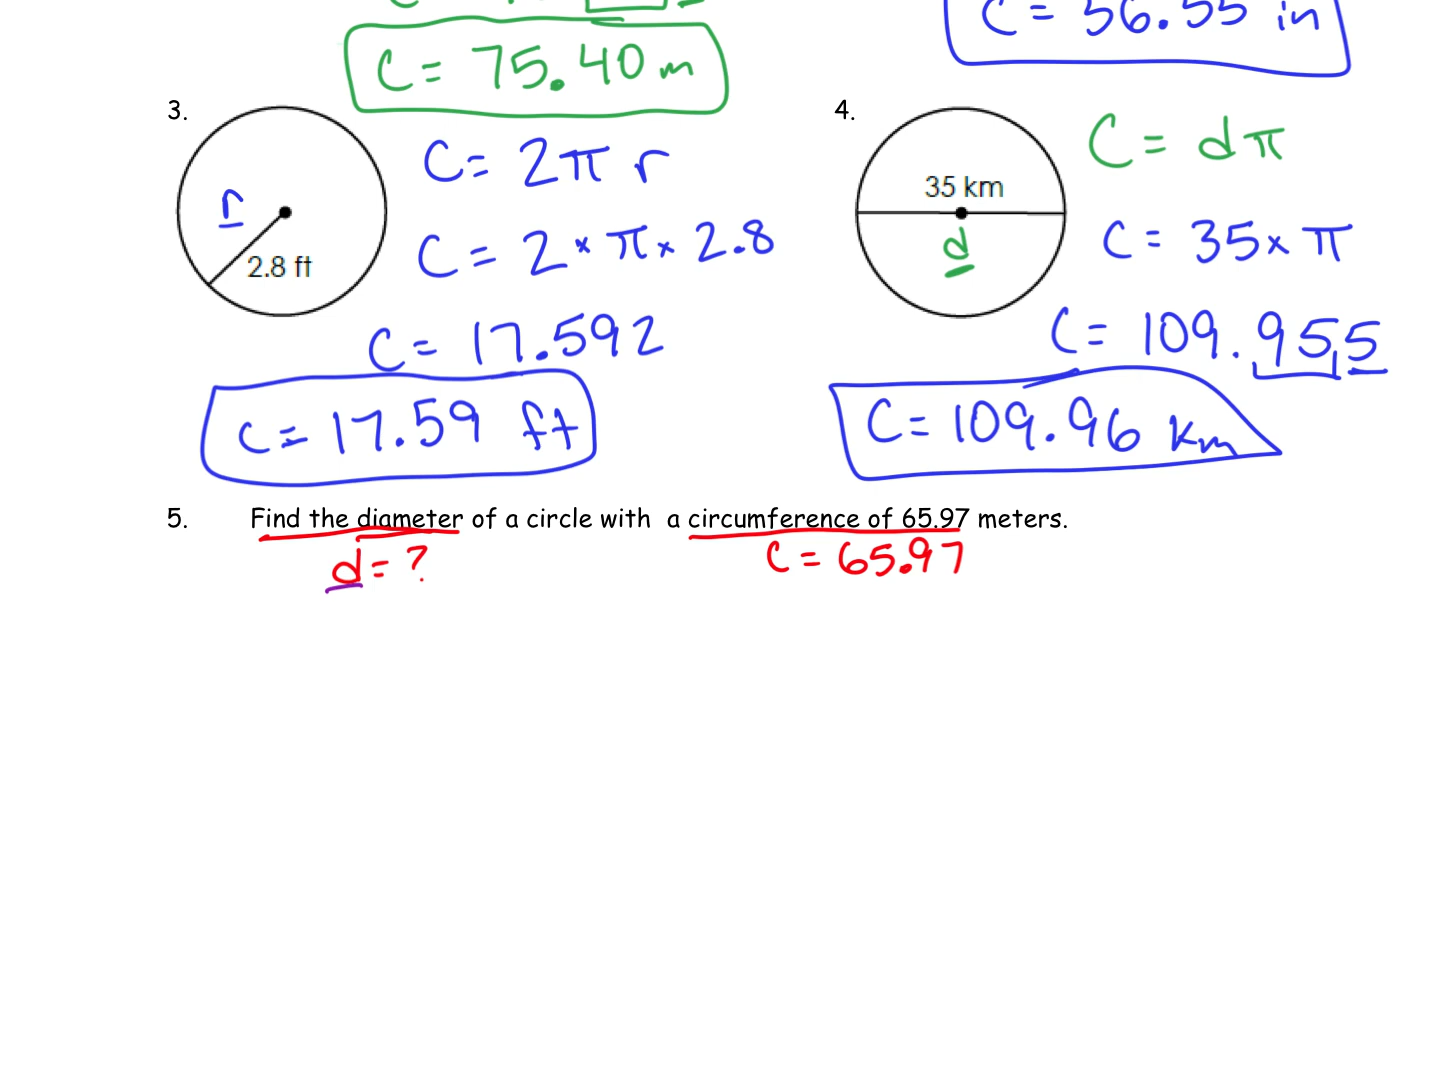 C = 56.55 in
C = 75.40 m
3.
r
2.8 ft
C = 2π r
C = 2 × π × 2.8
C = 17.592
C = 17.59 ft
4.
35 km
d
C = dπ
C = 35 × π
C = 109.955
C = 109.96 km
5. Find the diameter of a circle with a circumference of 65.97 meters.
d = ? C = 65.97